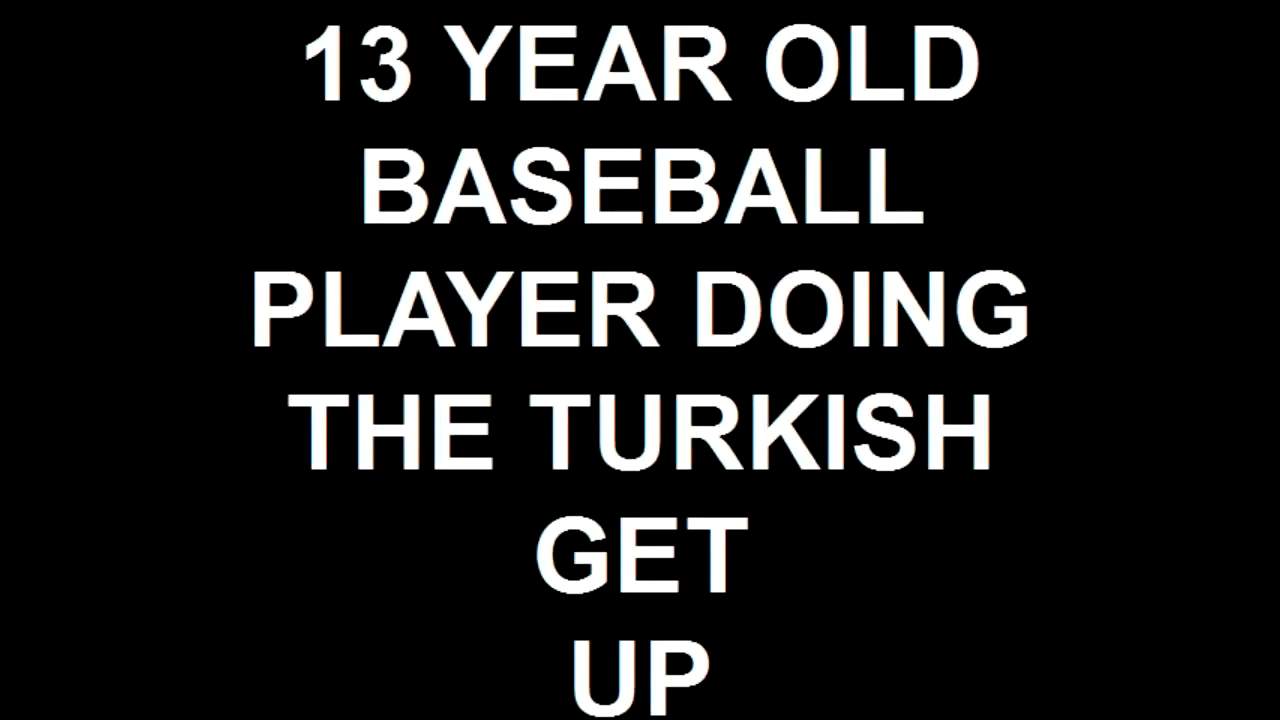 13 YEAR OLD
BASEBALL
PLAYER DOING
THE TURKISH
GET
UP